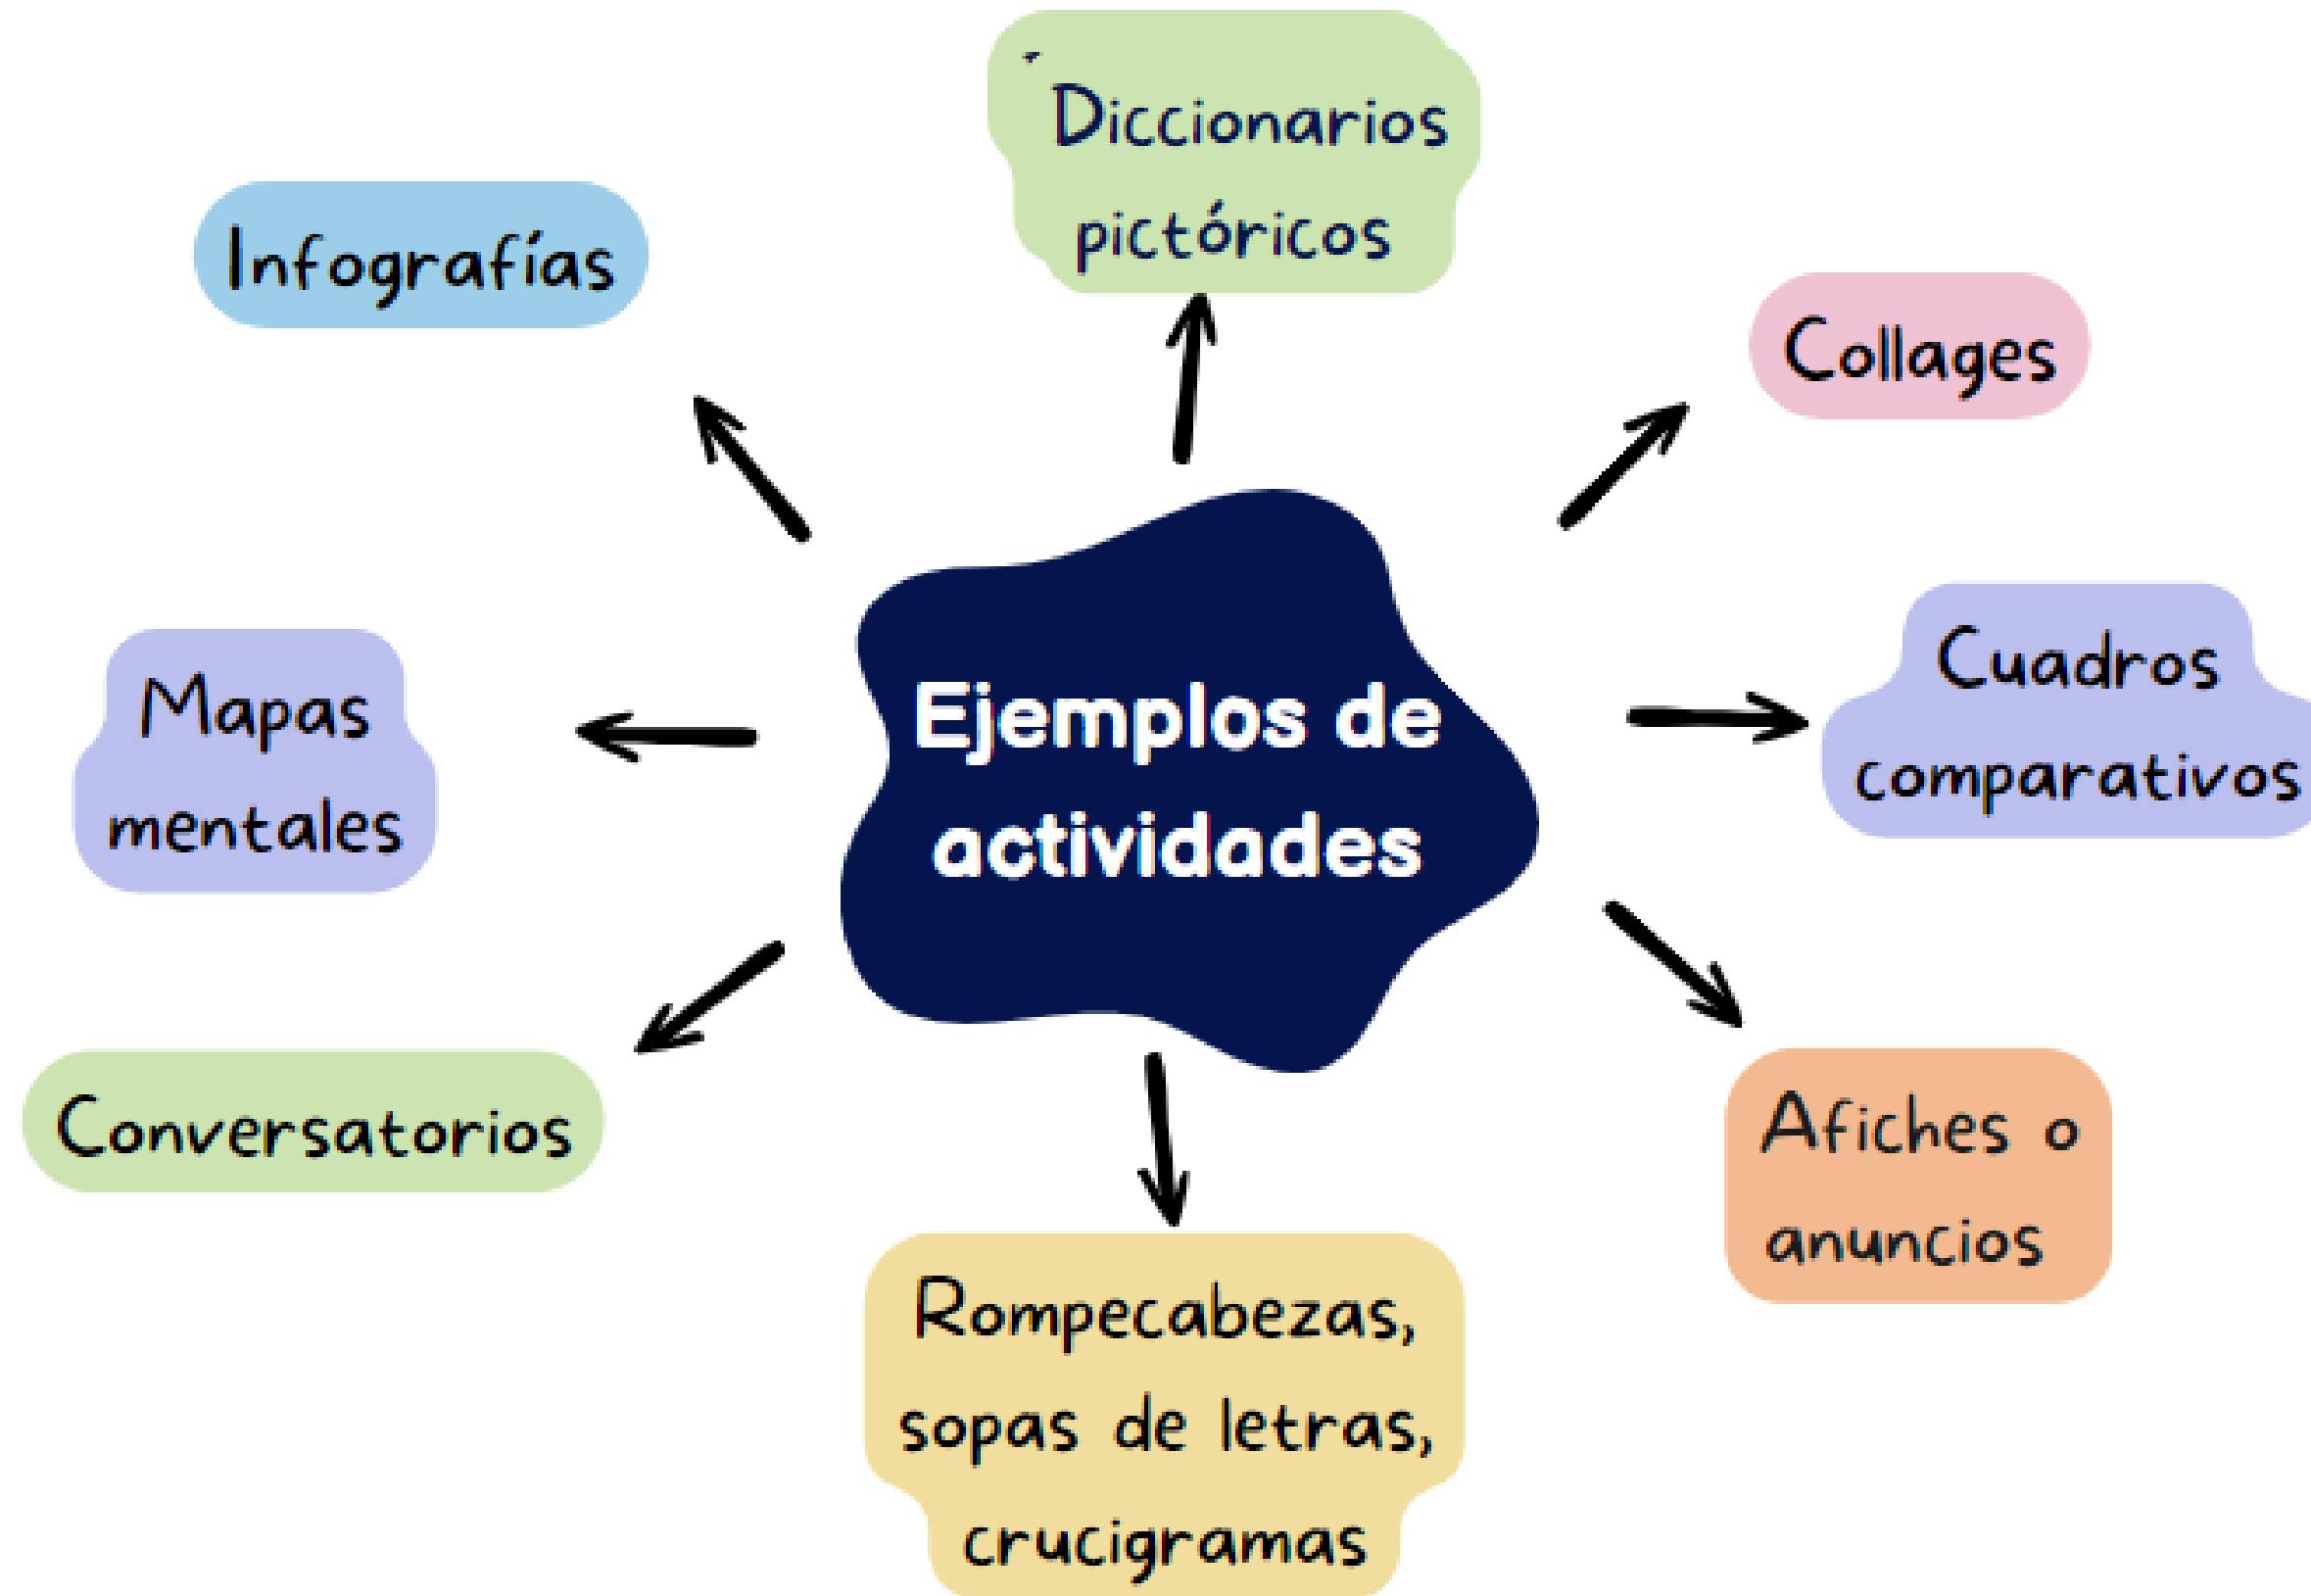 Diccionarios
pictóricos
Infografías
Collages
Mapas
mentales
Ejemplos de
actividades
Cuadros
comparativos
Conversatorios
Afiches o
anuncios
Rompecabezas,
sopas de letras,
crucigramas